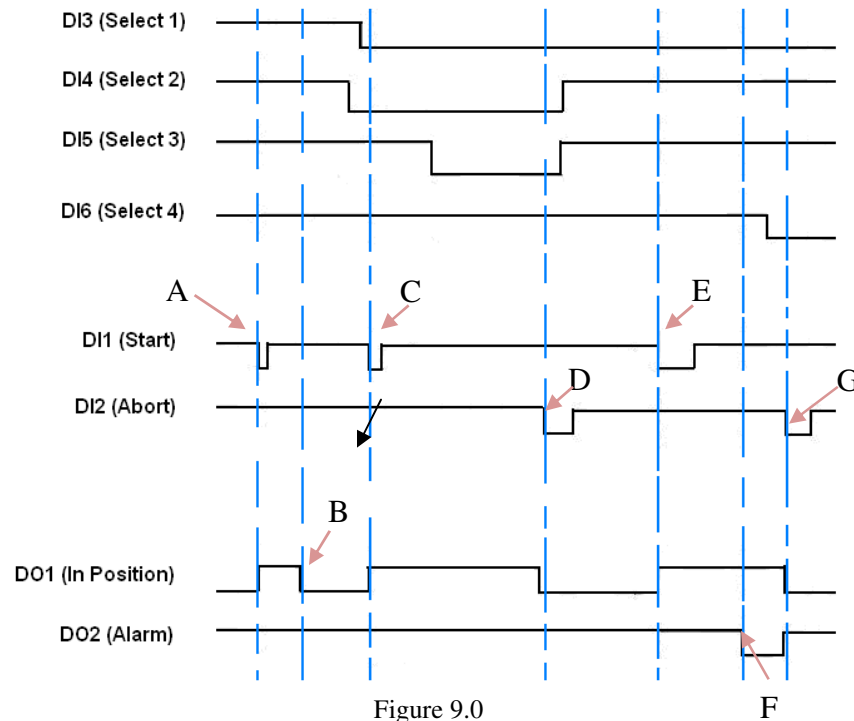 DI3 (Select 1)
DI4 (Select 2)
DI5 (Select 3)
DI6 (Select 4)
A
C
E
DI1 (Start)
D
G
DI2 (Abort)
B
DO1 (In Position)
DO2 (Alarm)
F
Figure 9.0